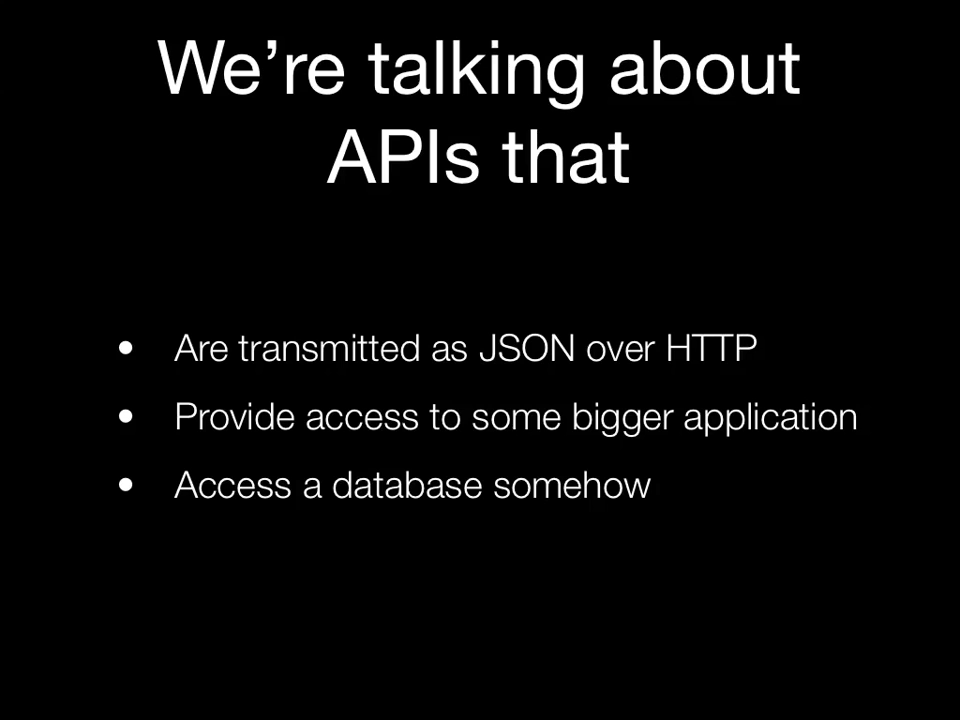 We’re talking about
APIs that
• Are transmitted as JSON over HTTP
• Provide access to some bigger application
• Access a database somehow